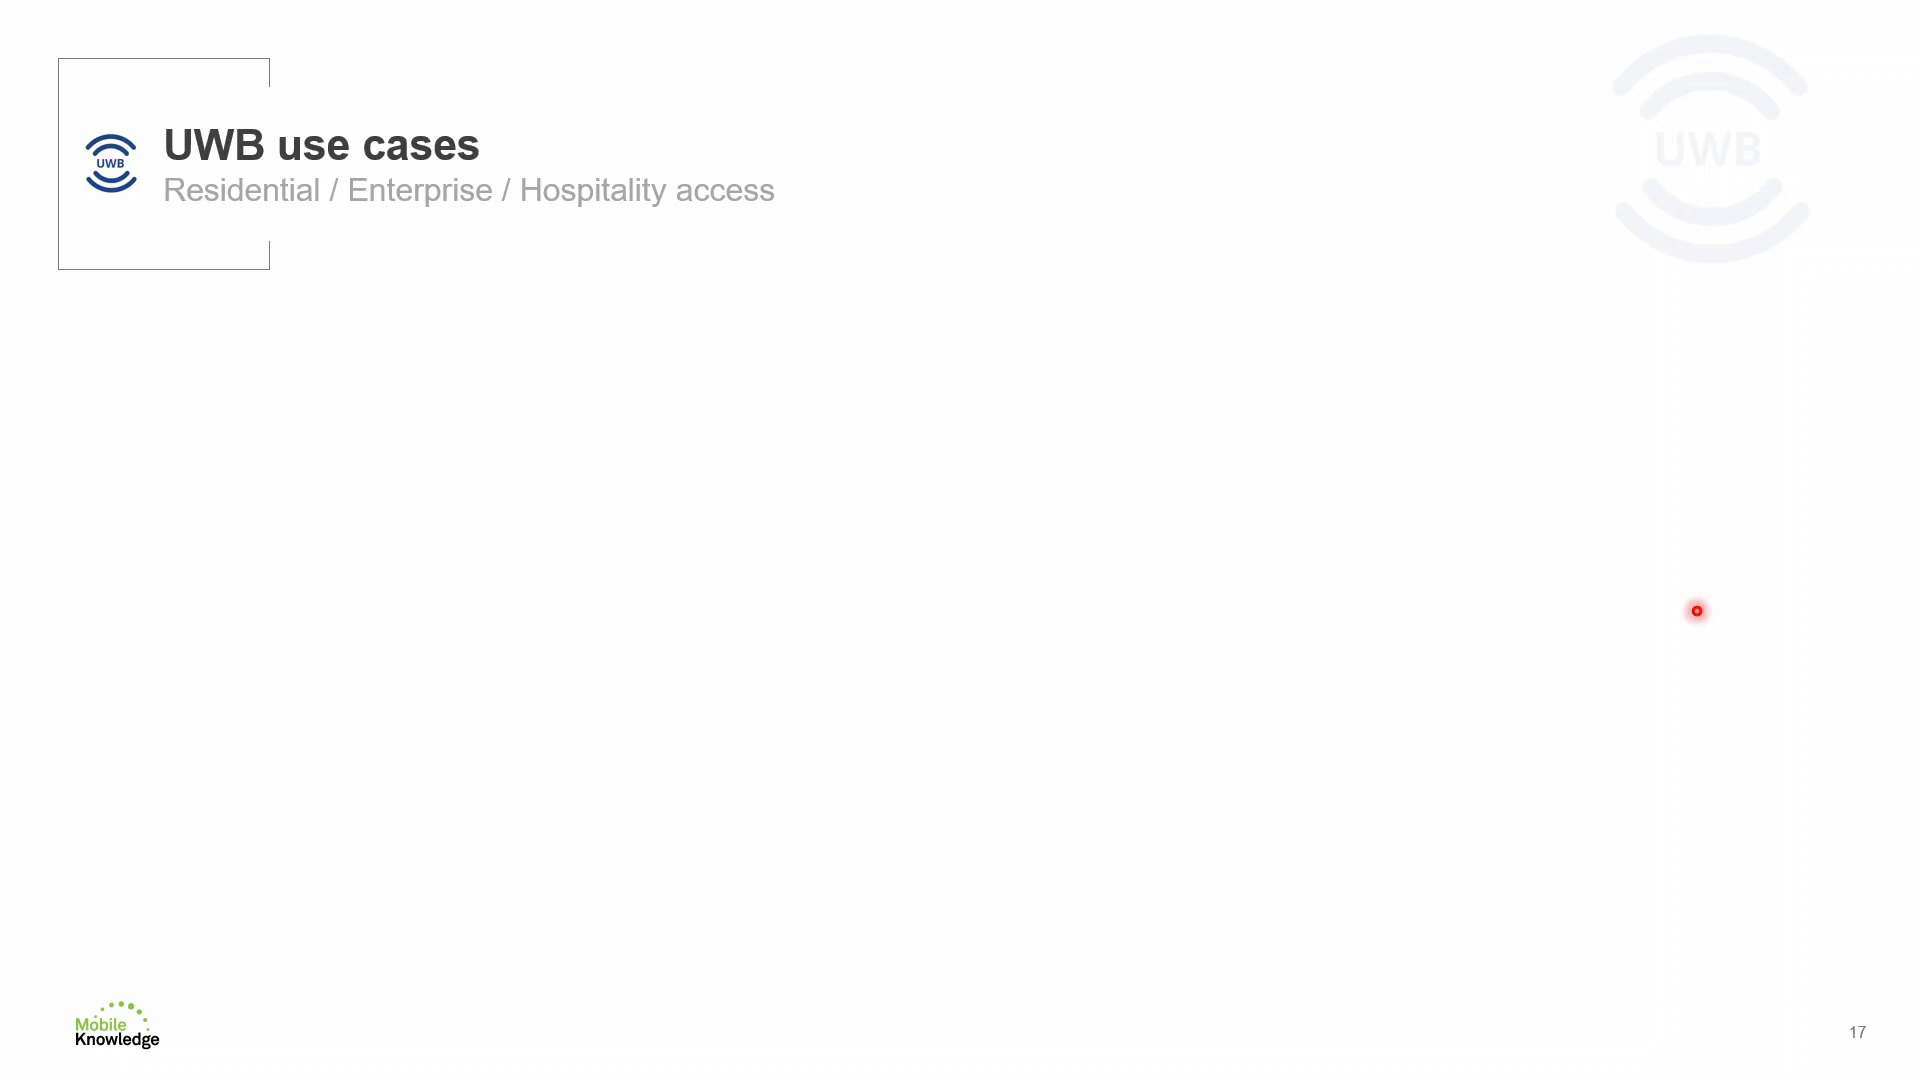 UWB
UWB use cases
UWB
Residential / Enterprise / Hospitality access
Mobile
Knowledge
17